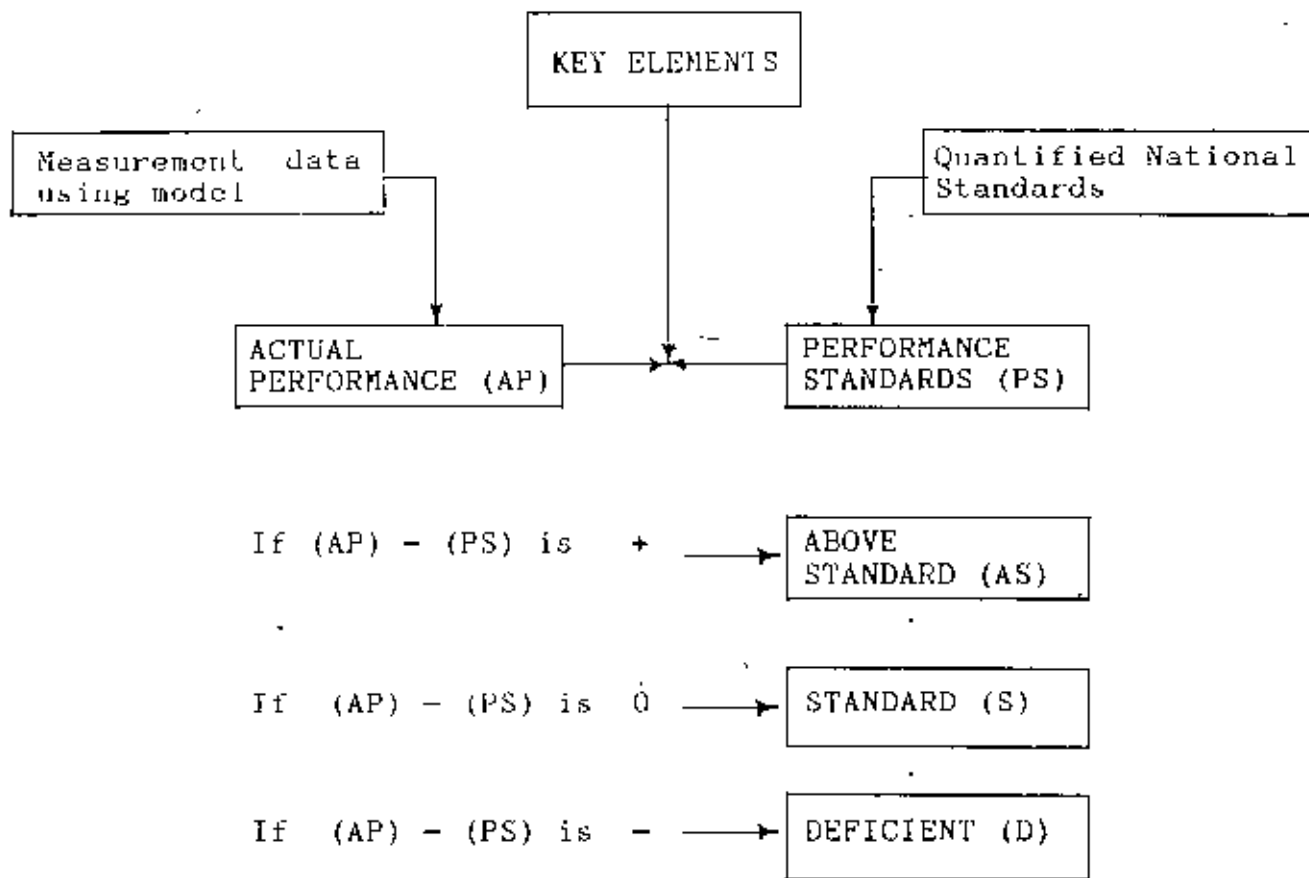 KEY ELEMENTS
Measurement data
using model
Quantified National
Standards
ACTUAL
PERFORMANCE (AP)
PERFORMANCE
STANDARDS (PS)
If (AP) - (PS) is +
ABOVE
STANDARD (AS)
If (AP) - (PS) is 0
STANDARD (S)
If (AP) - (PS) is -
DEFICIENT (D)